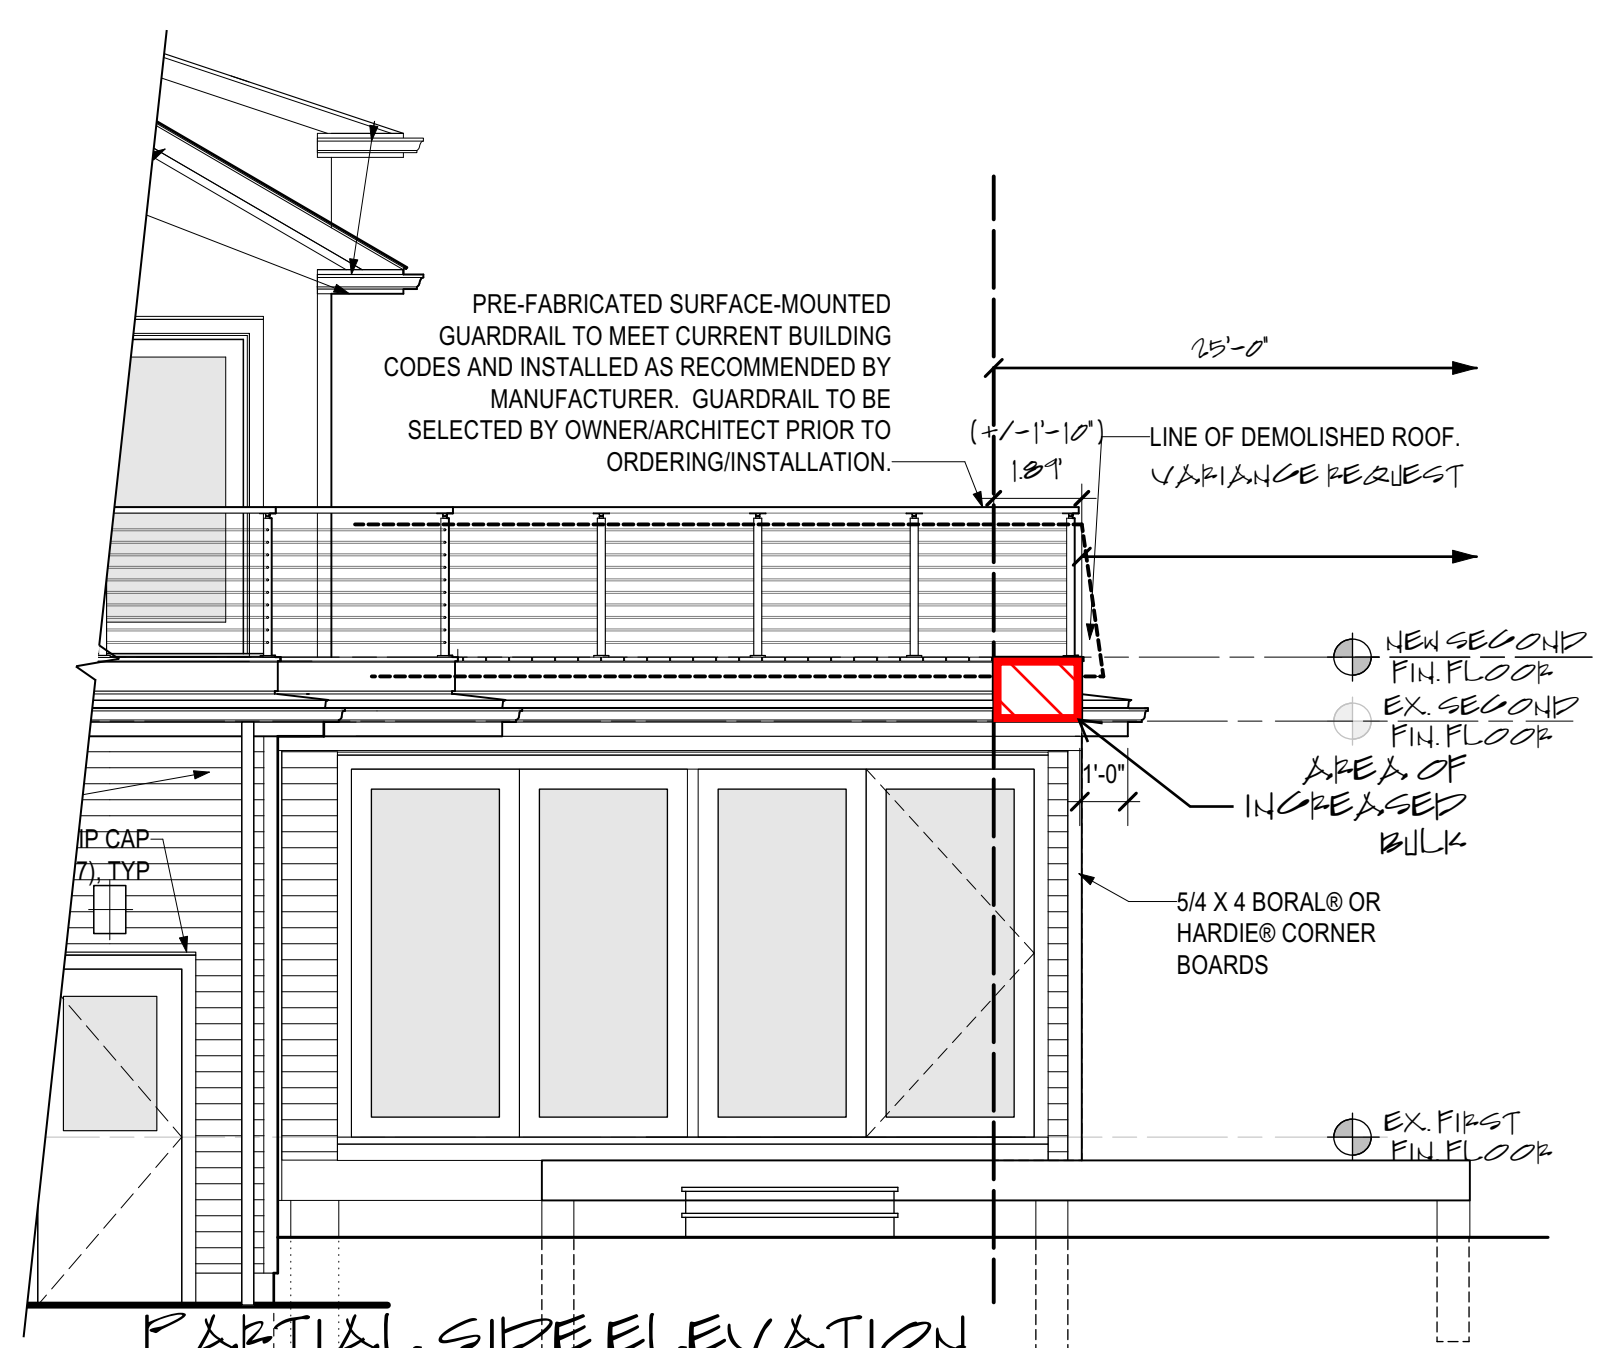 PRE-FABRICATED SURFACE-MOUNTED
GUARDRAIL TO MEET CURRENT BUILDING
CODES AND INSTALLED AS RECOMMENDED BY
MANUFACTURER. GUARDRAIL TO BE
SELECTED BY OWNER/ARCHITECT PRIOR TO
ORDERING/INSTALLATION.
25'-0"
(+/-1'-10")
1.89'
LINE OF DEMOLISHED ROOF.
VARIANCE REQUEST
NEW SECOND
FIN. FLOOR
EX. SECOND
FIN. FLOOR
AREA OF
INCREASED
BULK
1'-0"
IP CAP
7), TYP
5/4 X 4 BORAL® OR
HARDIE® CORNER
BOARDS
EX. FIRST
FIN. FLOOR
PARTIAL SIDE ELEVATION